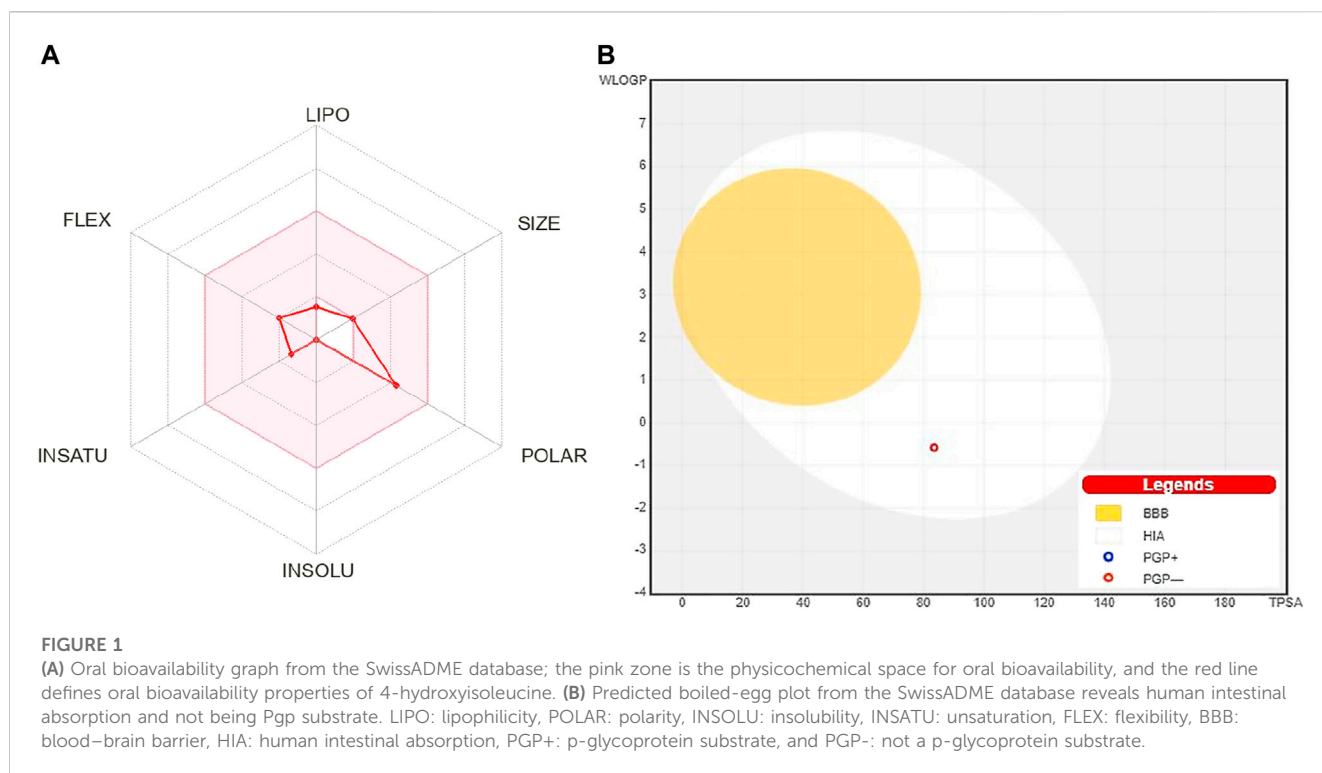 A
LIPO
FLEX
SIZE
INSATU
POLAR
INSOLU
B
WLOGP
7
6
5
4
3
2
1
0
-1
-2
-3
-4
0 20 40 60 80 100 120 140 160 180 TPSA
Legends
BBB
HIA
PGP+
PGP—
FIGURE 1
(A) Oral bioavailability graph from the SwissADME database; the pink zone is the physicochemical space for oral bioavailability, and the red line
defines oral bioavailability properties of 4-hydroxyisoleucine. (B) Predicted boiled-egg plot from the SwissADME database reveals human intestinal
absorption and not being Pgp substrate. LIPO: lipophilicity, POLAR: polarity, INSOLU: insolubility, INSATU: unsaturation, FLEX: flexibility, BBB:
blood–brain barrier, HIA: human intestinal absorption, PGP+: p-glycoprotein substrate, and PGP-: not a p-glycoprotein substrate.